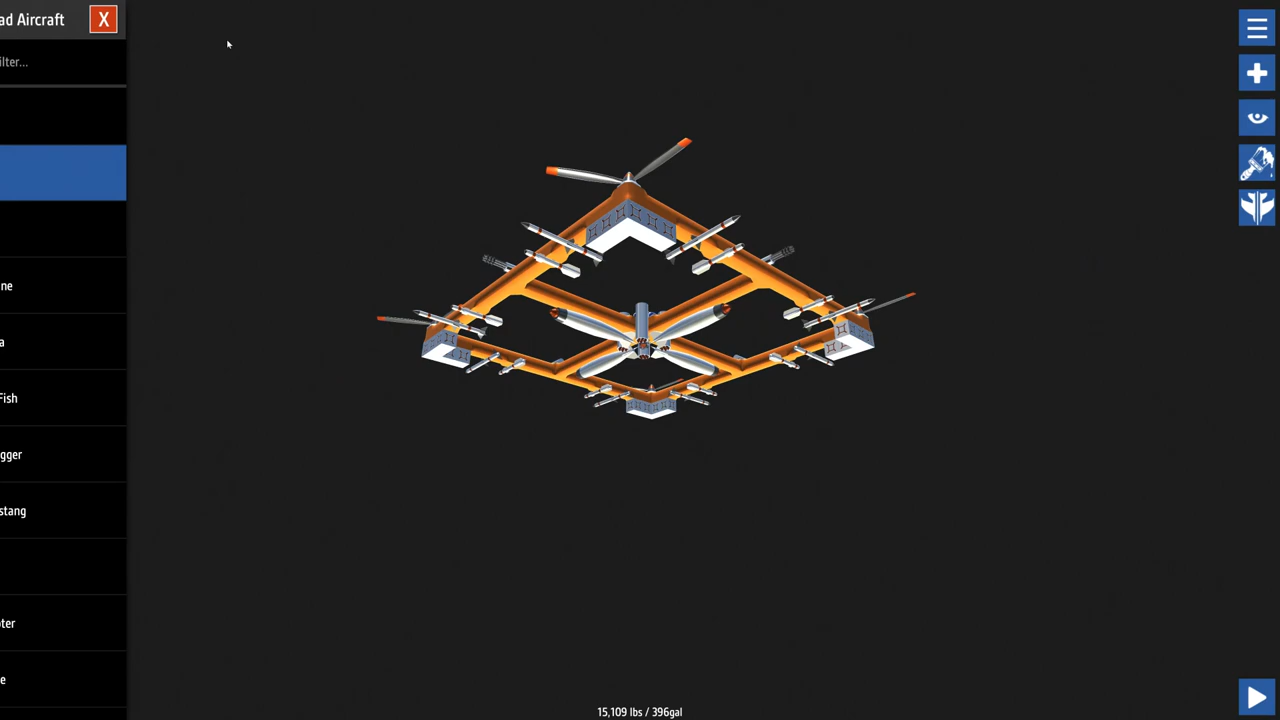 ad Aircraft
X
ilter...
ne
a
Fish
gger
stang
ter
e
15,109 lbs / 396gal